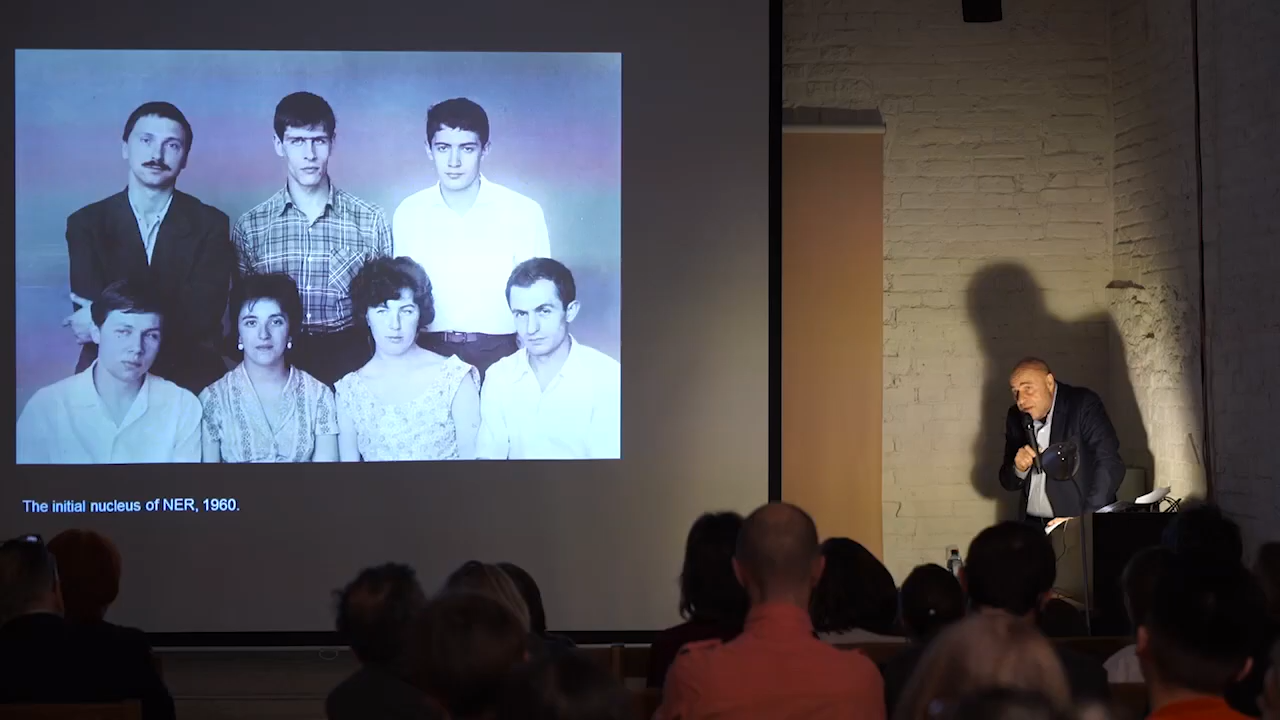 The initial nucleus of NER, 1960.